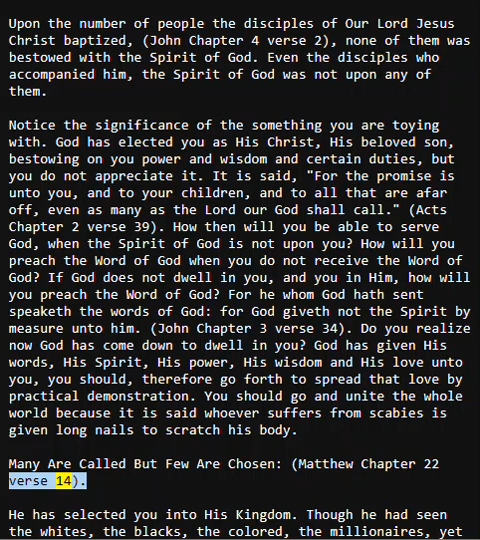 Upon the number of people the disciples of Our Lord Jesus
Christ baptized, (John Chapter 4 verse 2), none of them was
bestowed with the Spirit of God. Even the disciples who
accompanied him, the Spirit of God was not upon any of
them.
Notice the significance of the something you are toying
with. God has elected you as His Christ, His beloved son,
bestowing on you power and wisdom and certain duties, but
you do not appreciate it. It is said, "For the promise is
unto you, and to your children, and to all that are afar
off, even as many as the Lord our God shall call." (Acts
Chapter 2 verse 39). How then will you be able to serve
God, when the Spirit of God is not upon you? How will you
preach the Word of God when you do not receive the Word of
God? If God does not dwell in you, and you in Him, how will
you preach the Word of God? For he whom God hath sent
speaketh the words of God: for God giveth not the Spirit by
measure unto him. (John Chapter 3 verse 34). Do you realize
now God has come down to dwell in you? God has given His
words, His Spirit, His power, His wisdom and His love unto
you, you should, therefore go forth to spread that love by
practical demonstration. You should go and unite the whole
world because it is said whoever suffers from scabies is
given long nails to scratch his body.
Many Are Called But Few Are Chosen: (Matthew Chapter 22
verse 14).
He has selected you into His Kingdom. Though he had seen
the whites, the blacks, the colored, the millionaires, yet